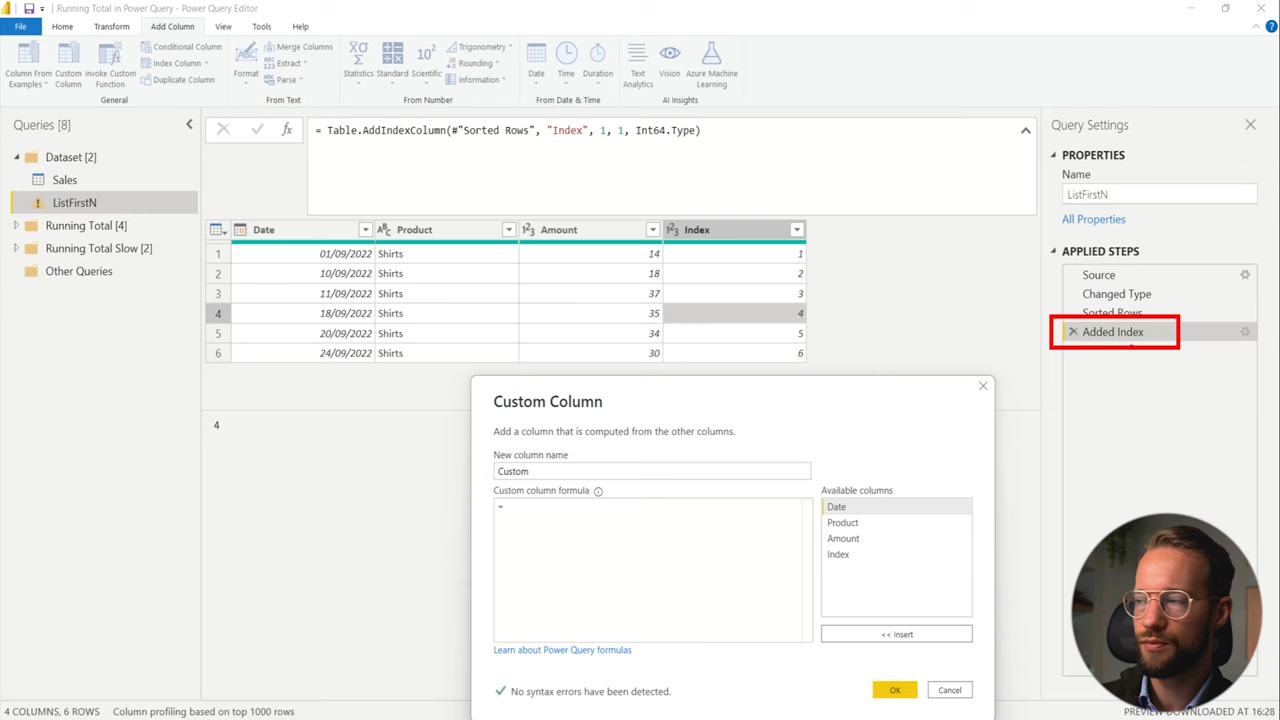 Running Total in Power Query - Power Query Editor
File Home Transform Add Column View Tools Help
Column From Examples
Custom Column
Invoke Custom Function
Conditional Column
Index Column
Duplicate Column
General
Format
Merge Columns
ABC 123 Extract
Parse
From Text
Statistics
Standard
10²
Scientific
Trigonometry
Rounding
Information
From Number
Date
Time
Duration
From Date & Time
Text Analytics
Vision
Azure Machine Learning
AI Insights
Queries [8]
Dataset [2]
Sales
ListFirstN
Running Total [4]
Running Total Slow [2]
Other Queries
fx
= Table.AddIndexColumn(#"Sorted Rows", "Index", 1, 1, Int64.Type)
Date ABC Product 123 Amount 123 Index
1 01/09/2022 Shirts 14 1
2 10/09/2022 Shirts 18 2
3 11/09/2022 Shirts 37 3
4 18/09/2022 Shirts 35 4
5 20/09/2022 Shirts 34 5
6 24/09/2022 Shirts 30 6
4
Custom Column
Add a column that is computed from the other columns.
New column name
Custom
Custom column formula
=
Available columns
Date
Product
Amount
Index
<< Insert
Learn about Power Query formulas
No syntax errors have been detected.
OK
Cancel
Query Settings
PROPERTIES
Name
ListFirstN
All Properties
APPLIED STEPS
Source
Changed Type
Sorted Rows
Added Index
4 COLUMNS, 6 ROWS Column profiling based on top 1000 rows
PREVIEW DOWNLOADED AT 16:28